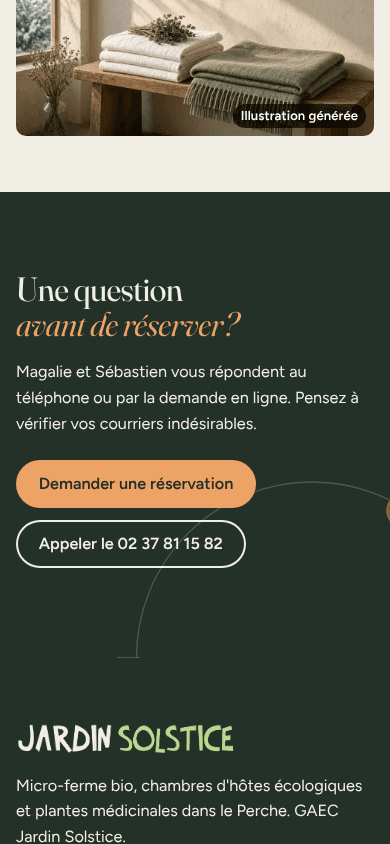 Illustration générée
Une question
avant de réserver?
Magalie et Sébastien vous répondent au
téléphone ou par la demande en ligne. Pensez à
vérifier vos courriers indésirables.
Demander une réservation
Appeler le 02 37 81 15 82
JARDIN SOLSTICE
Micro-ferme bio, chambres d'hôtes écologiques
et plantes médicinales dans le Perche. GAEC
Jardin Solstice.